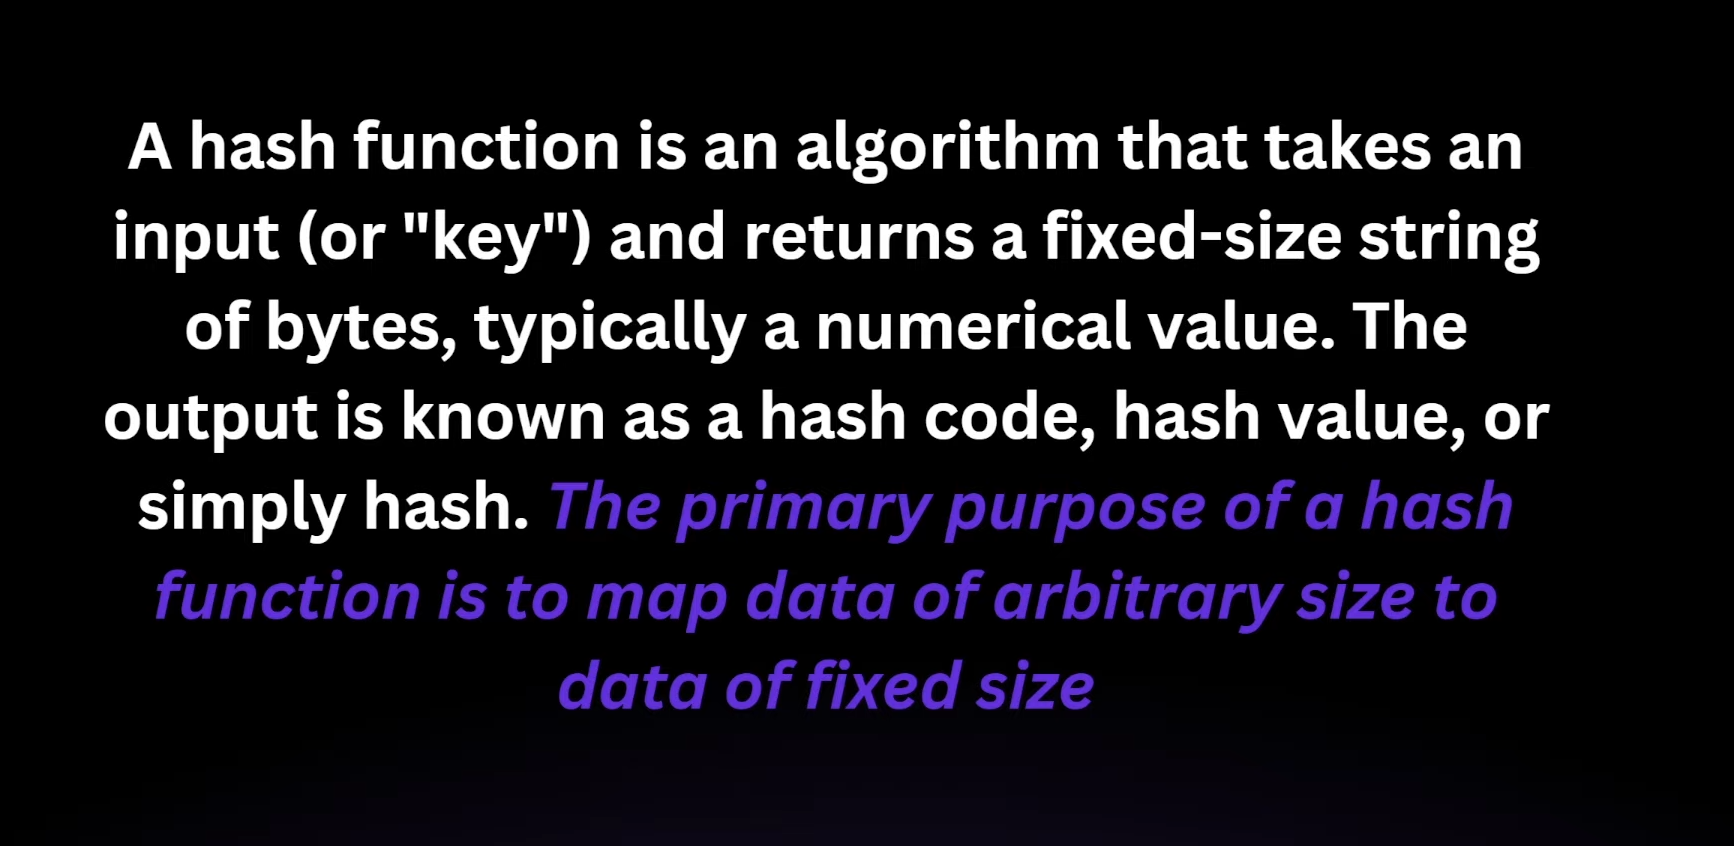 A hash function is an algorithm that takes an
input (or "key") and returns a fixed-size string
of bytes, typically a numerical value. The
output is known as a hash code, hash value, or
simply hash. The primary purpose of a hash
function is to map data of arbitrary size to
data of fixed size